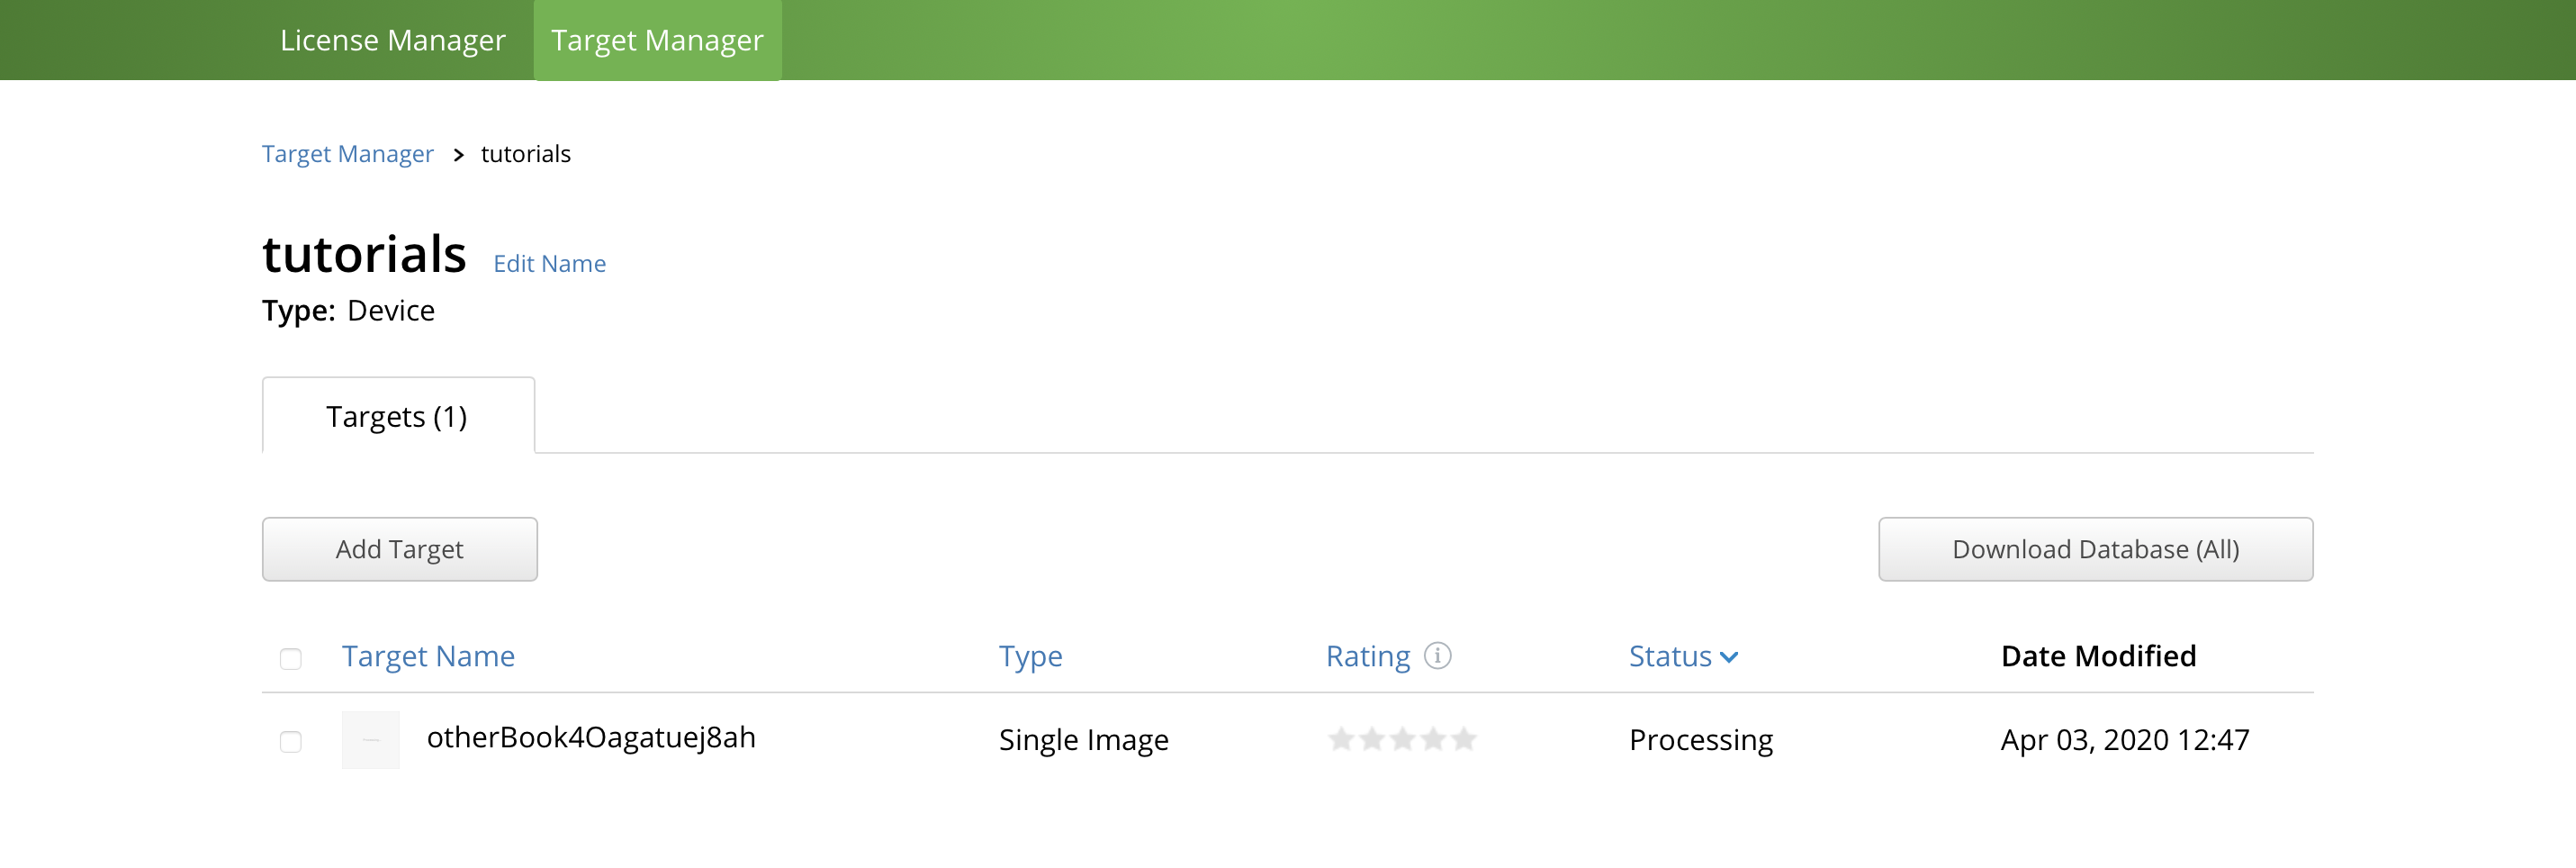 License Manager Target Manager
Target Manager > tutorials
tutorials Edit Name
Type: Device
Targets (1)
Add Target Download Database (All)
Target Name Type Rating Status Date Modified
otherBook4Oagatuej8ah Single Image Processing Apr 03, 2020 12:47